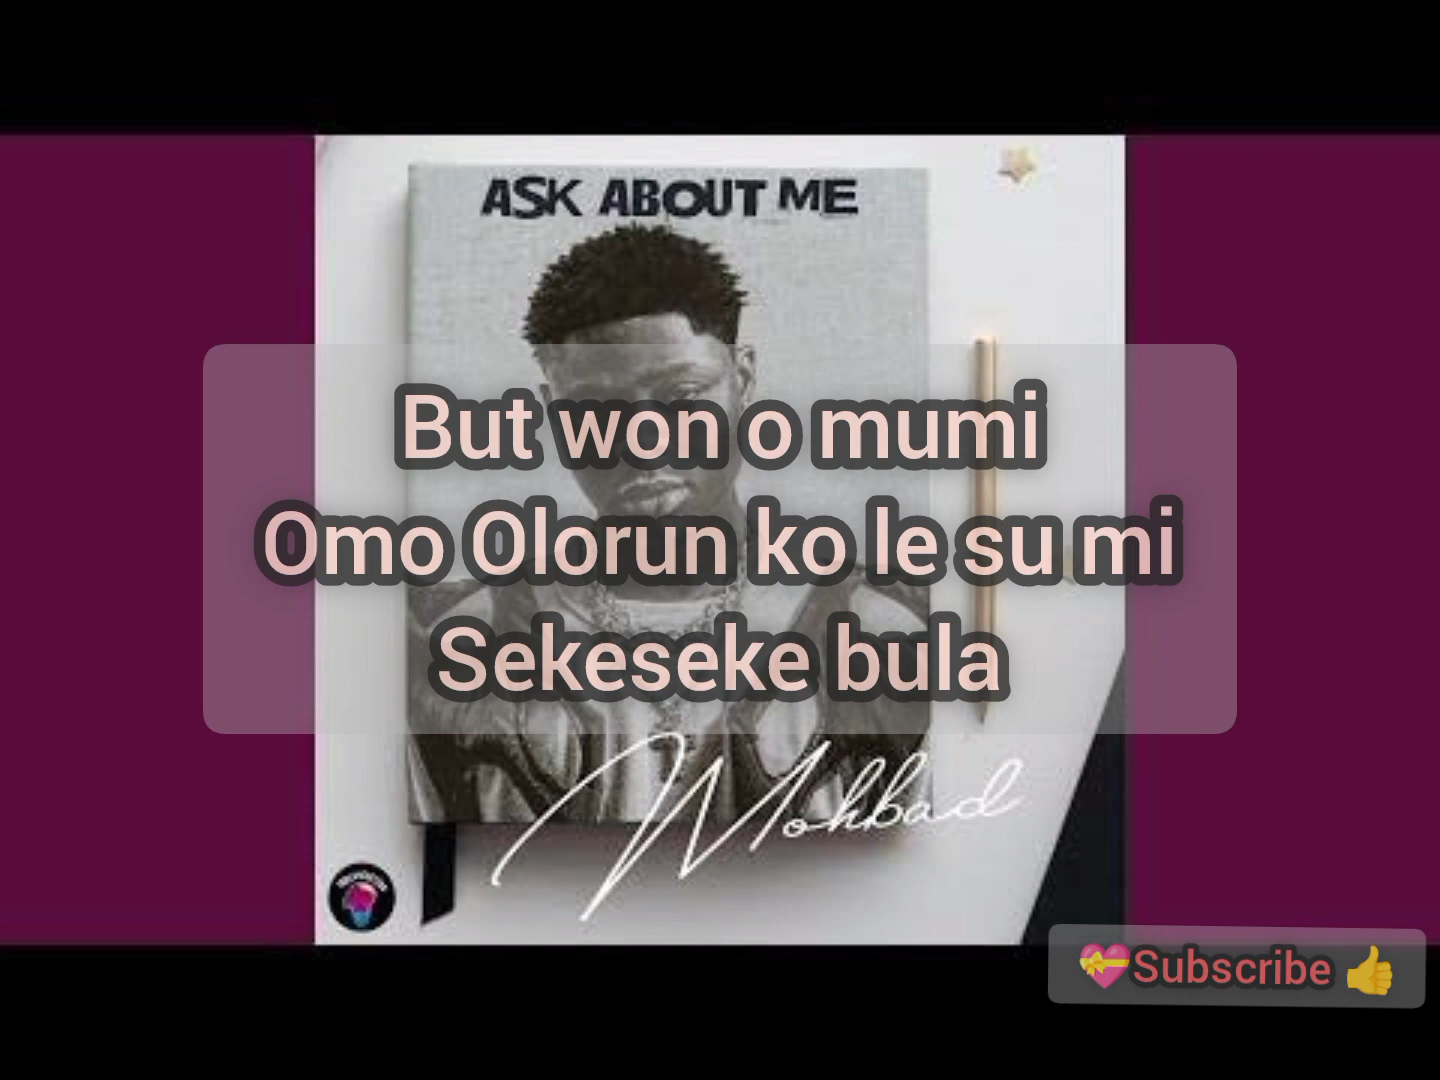 ASK ABOUT ME
But won o mumi
Omo Olorun ko le su mi
Sekeseke bula
Mohbad
💝Subscribe 👍